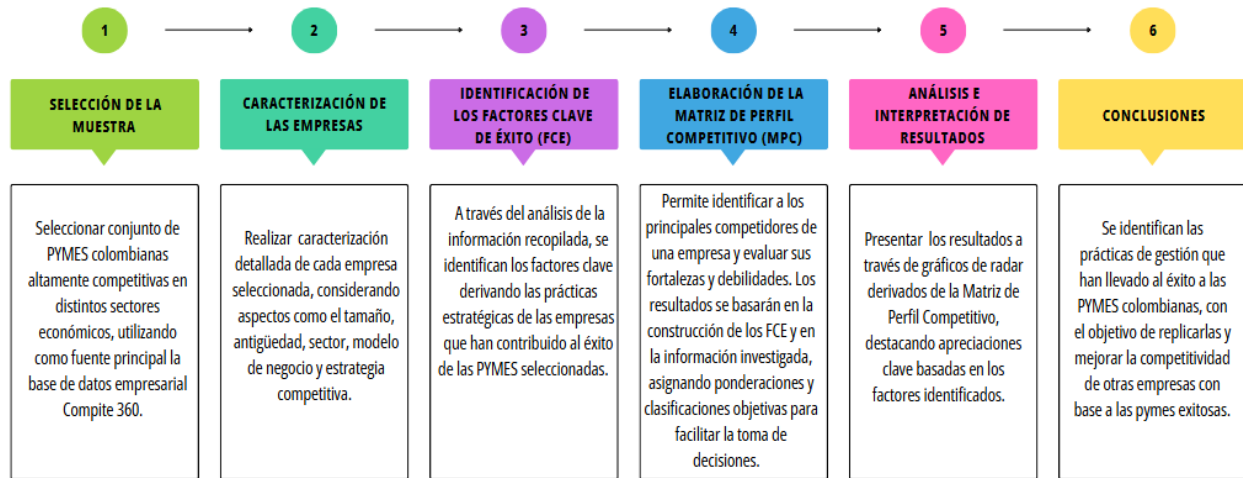 1
2
3
4
5
6
SELECCIÓN DE LA
MUESTRA
CARACTERIZACIÓN DE
LAS EMPRESAS
IDENTIFICACIÓN DE
LOS FACTORES CLAVE
DE ÉXITO (FCE)
ELABORACIÓN DE LA
MATRIZ DE PERFIL
COMPETITIVO (MPC)
ANÁLISIS E
INTERPRETACIÓN DE
RESULTADOS
CONCLUSIONES
Seleccionar conjunto de
PYMES colombianas
altamente competitivas en
distintos sectores
económicos, utilizando
como fuente principal la
base de datos empresarial
Compite 360.
Realizar caracterización
detallada de cada empresa
seleccionada, considerando
aspectos como el tamaño,
antigüedad, sector, modelo
de negocio y estrategia
competitiva.
A través del análisis de la
información recopilada, se
identifican los factores clave
derivando las prácticas
estratégicas de las empresas
que han contribuido al éxito
de las PYMES seleccionadas.
Permite identificar a los
principales competidores de
una empresa y evaluar sus
fortalezas y debilidades. Los
resultados se basarán en la
construcción de los FCE y en
la información investigada,
asignando ponderaciones y
clasificaciones objetivas para
facilitar la toma de
decisiones.
Presentar los resultados a
través de gráficos de radar
derivados de la Matriz de
Perfil Competitivo,
destacando apreciaciones
clave basadas en los
factores identificados.
Se identifican las
prácticas de gestión que
han llevado al éxito a las
PYMES colombianas, con
el objetivo de replicarlas y
mejorar la competitividad
de otras empresas con
base a las pymes exitosas.